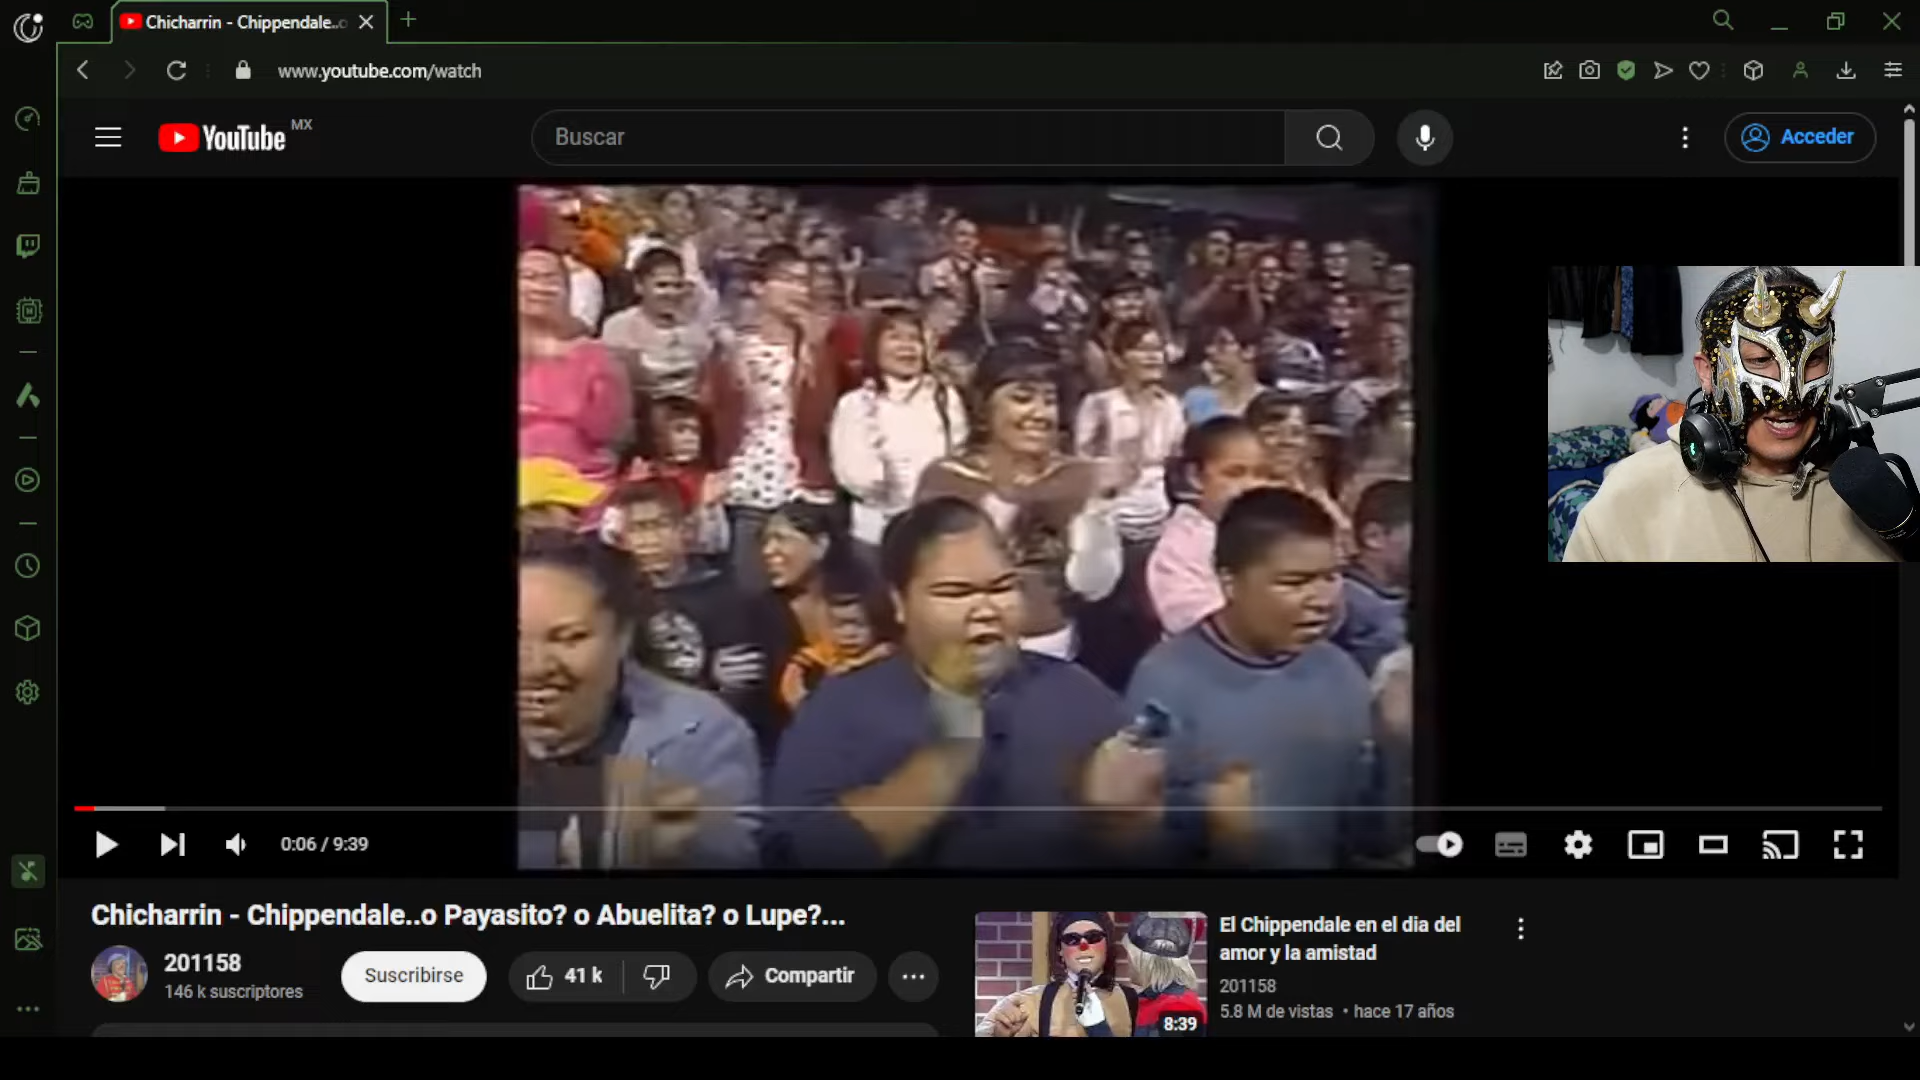 Chicharrin - Chippendale..o
www.youtube.com/watch
YouTube MX
Buscar
Acceder
0:06 / 9:39
Chicharrin - Chippendale..o Payasito? o Abuelita? o Lupe?...
201158
146 k suscriptores
Suscribirse
41 k
Compartir
8:39
El Chippendale en el dia del
amor y la amistad
201158
5.8 M de vistas • hace 17 años